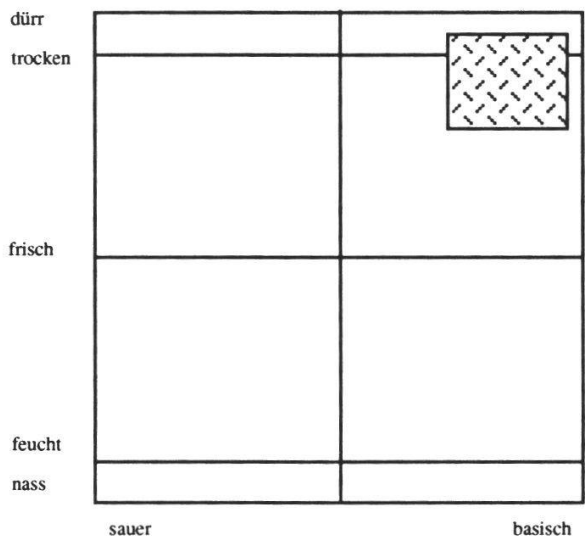 dürr
trocken
frisch
feucht
nass
sauer basisch